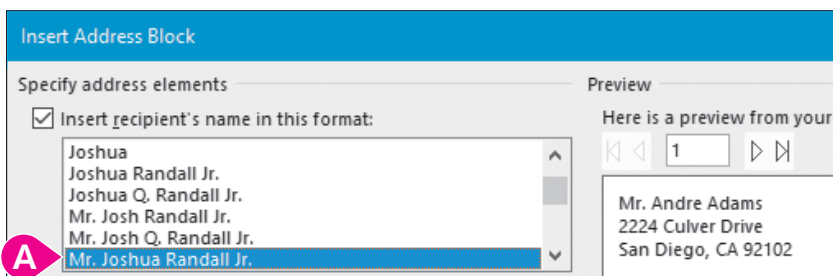 Insert Address Block
Specify address elements
Insert recipient's name in this format:
Joshua
Joshua Randall Jr.
Joshua Q. Randall Jr.
Mr. Josh Randall Jr.
Mr. Josh Q. Randall Jr.
Mr. Joshua Randall Jr.
A
Preview
Here is a preview from your
1
Mr. Andre Adams
2224 Culver Drive
San Diego, CA 92102